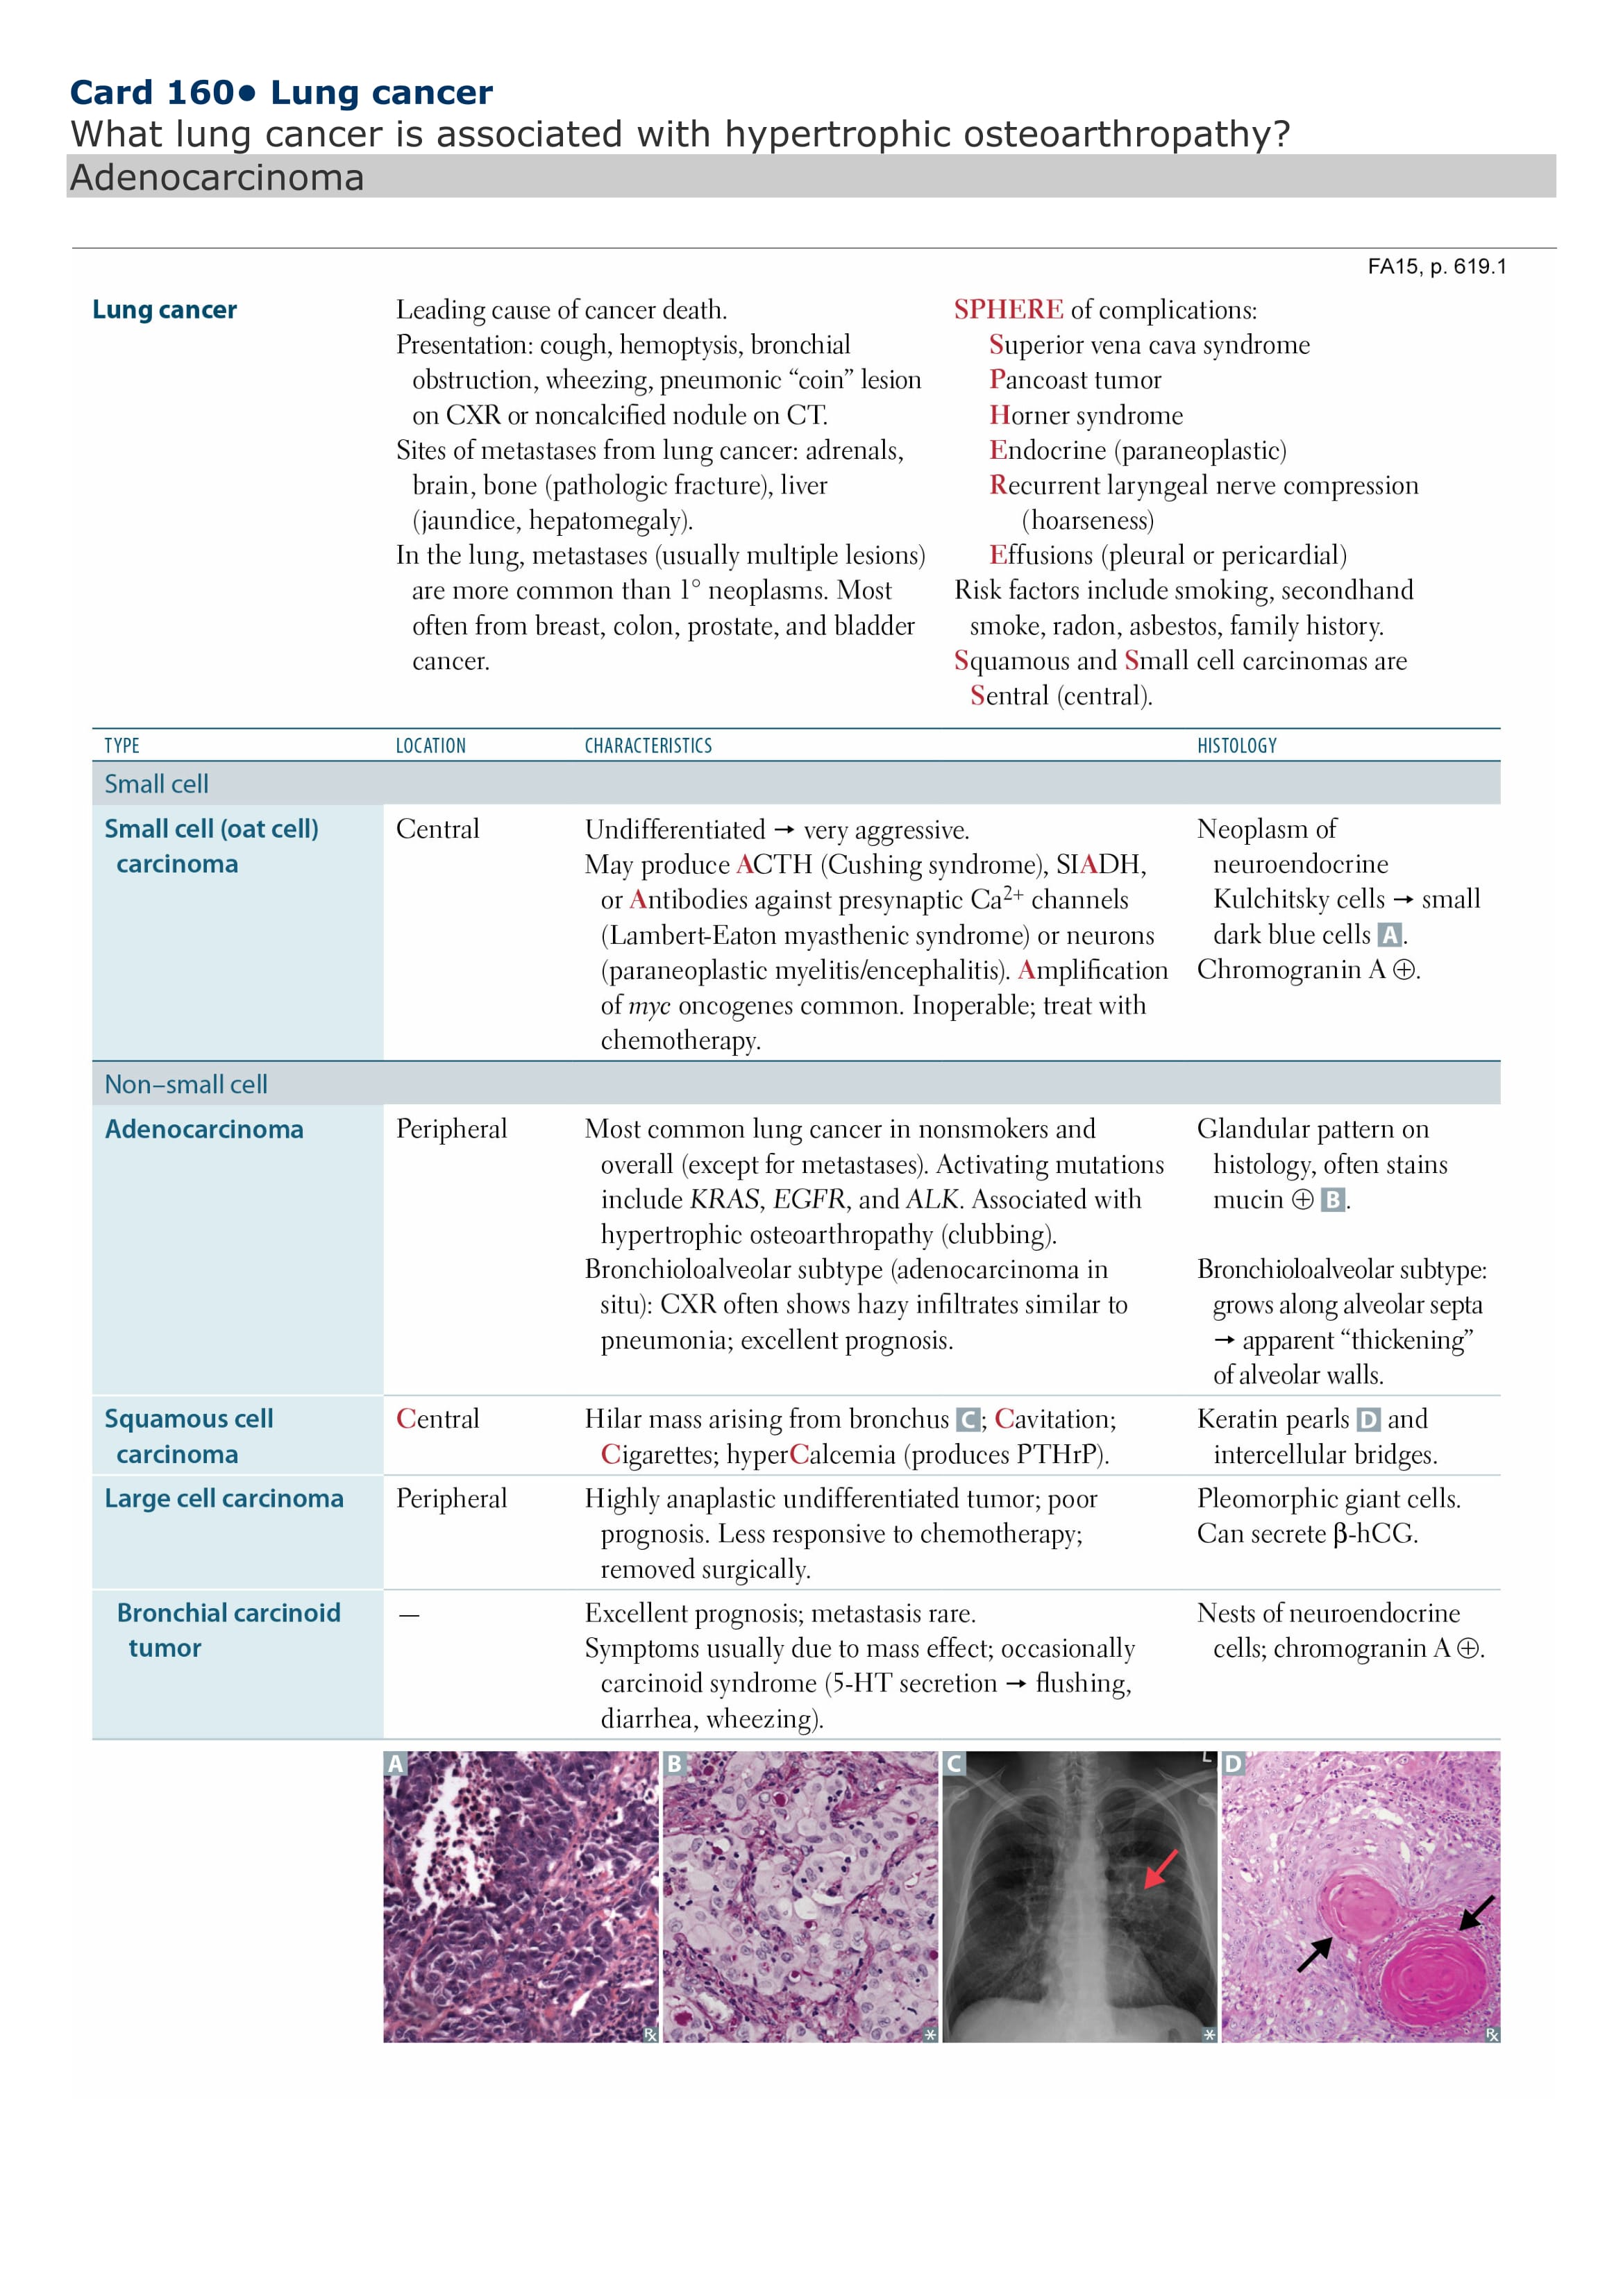 Card 160• Lung cancer
What lung cancer is associated with hypertrophic osteoarthropathy?
Adenocarcinoma
FA15, p. 619.1
Lung cancer
Leading cause of cancer death.
Presentation: cough, hemoptysis, bronchial
obstruction, wheezing, pneumonic “coin” lesion
on CXR or noncalcified nodule on CT.
Sites of metastases from lung cancer: adrenals,
brain, bone (pathologic fracture), liver
(jaundice, hepatomegaly).
In the lung, metastases (usually multiple lesions)
are more common than 1° neoplasms. Most
often from breast, colon, prostate, and bladder
cancer.
SPHERE of complications:
Superior vena cava syndrome
Pancoast tumor
Horner syndrome
Endocrine (paraneoplastic)
Recurrent laryngeal nerve compression
(hoarseness)
Effusions (pleural or pericardial)
Risk factors include smoking, secondhand
smoke, radon, asbestos, family history.
Squamous and Small cell carcinomas are
Sentral (central).
TYPE LOCATION CHARACTERISTICS HISTOLOGY
Small cell
Small cell (oat cell)
carcinoma
Central
Undifferentiated → very aggressive.
May produce ACTH (Cushing syndrome), SIADH,
or Antibodies against presynaptic Ca²⁺ channels
(Lambert-Eaton myasthenic syndrome) or neurons
(paraneoplastic myelitis/encephalitis). Amplification
of myc oncogenes common. Inoperable; treat with
chemotherapy.
Neoplasm of
neuroendocrine
Kulchitsky cells → small
dark blue cells A.
Chromogranin A ⊕.
Non–small cell
Adenocarcinoma
Peripheral
Most common lung cancer in nonsmokers and
overall (except for metastases). Activating mutations
include KRAS, EGFR, and ALK. Associated with
hypertrophic osteoarthropathy (clubbing).
Bronchioloalveolar subtype (adenocarcinoma in
situ): CXR often shows hazy infiltrates similar to
pneumonia; excellent prognosis.
Glandular pattern on
histology, often stains
mucin ⊕ B.
Bronchioloalveolar subtype:
grows along alveolar septa
→ apparent “thickening”
of alveolar walls.
Squamous cell
carcinoma
Central
Hilar mass arising from bronchus C; Cavitation;
Cigarettes; hyperCalcemia (produces PTHrP).
Keratin pearls D and
intercellular bridges.
Large cell carcinoma
Peripheral
Highly anaplastic undifferentiated tumor; poor
prognosis. Less responsive to chemotherapy;
removed surgically.
Pleomorphic giant cells.
Can secrete β-hCG.
Bronchial carcinoid
tumor
—
Excellent prognosis; metastasis rare.
Symptoms usually due to mass effect; occasionally
carcinoid syndrome (5-HT secretion → flushing,
diarrhea, wheezing).
Nests of neuroendocrine
cells; chromogranin A ⊕.
A B C L D
℞ * * ℞